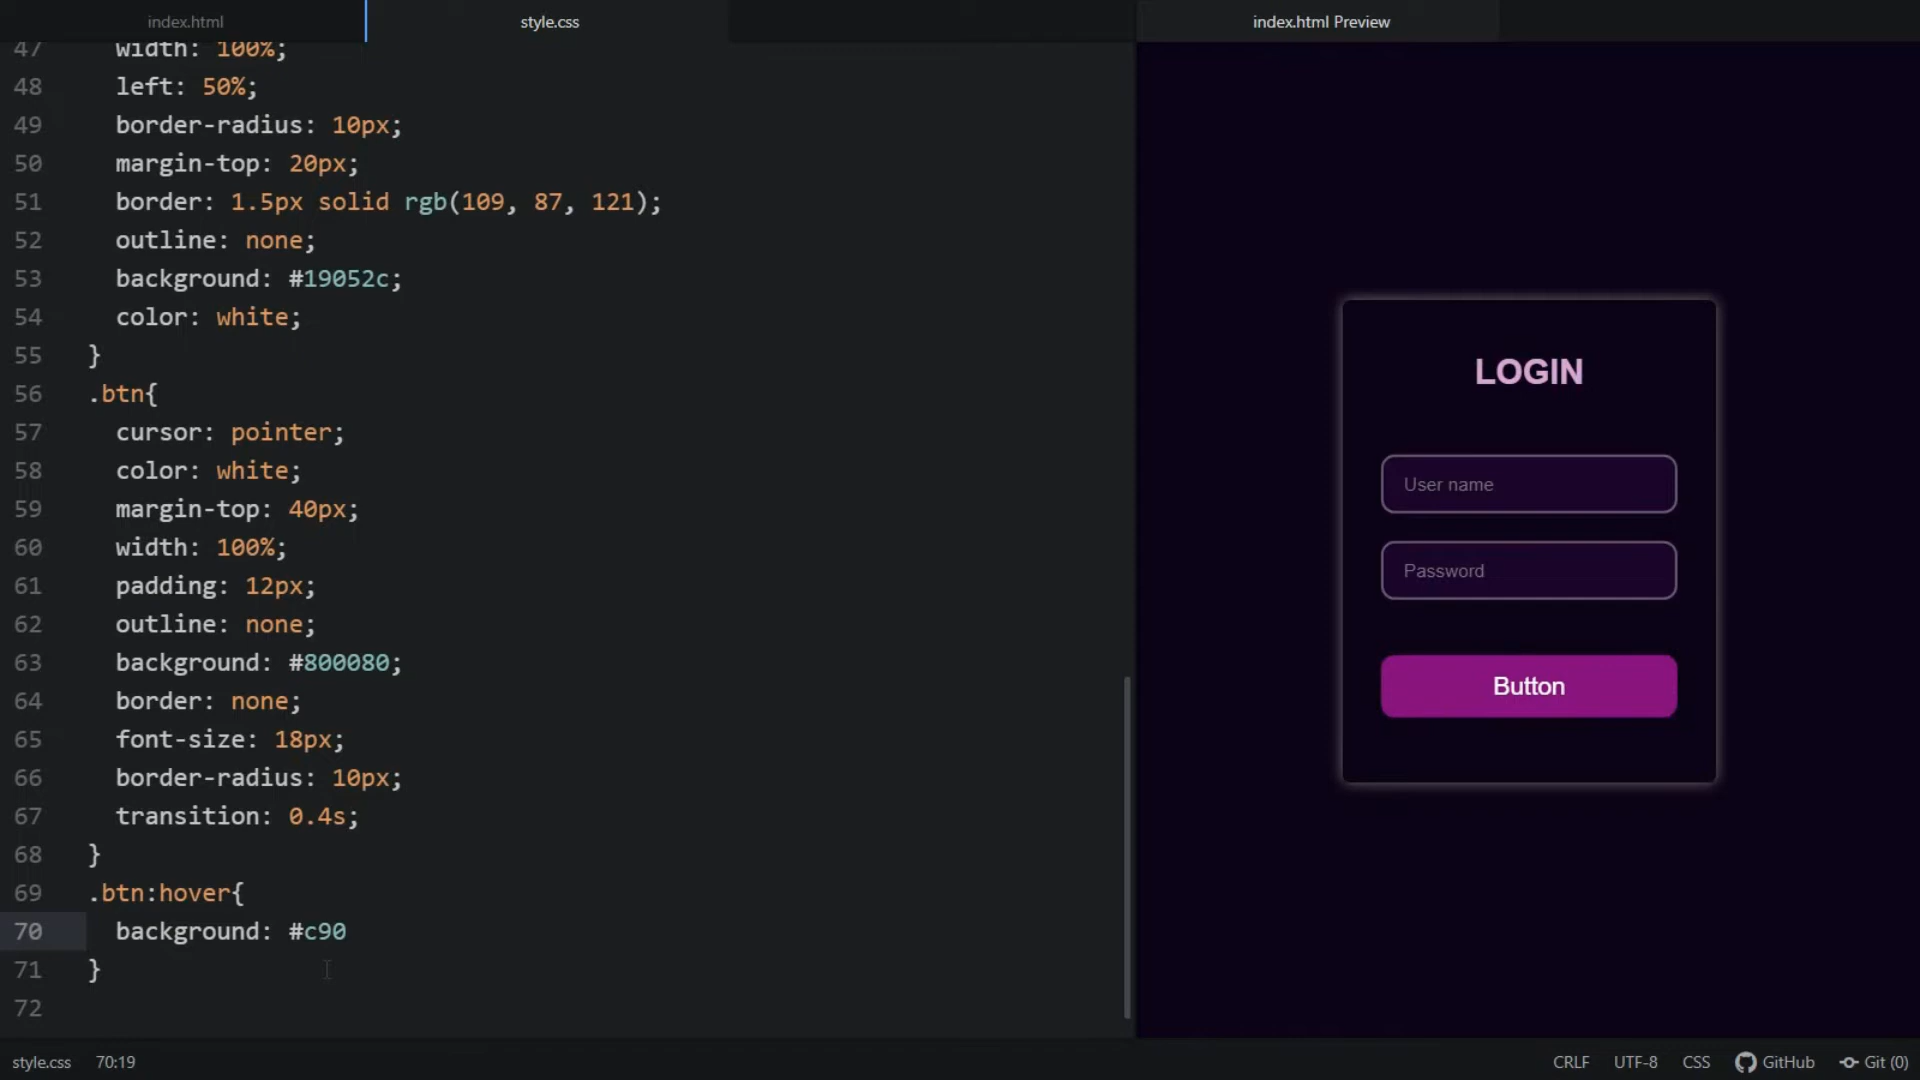 index.html
style.css
index.html Preview
47 width: 100%;
48 left: 50%;
49 border-radius: 10px;
50 margin-top: 20px;
51 border: 1.5px solid rgb(109, 87, 121);
52 outline: none;
53 background: #19052c;
54 color: white;
55 }
56 .btn{
57 cursor: pointer;
58 color: white;
59 margin-top: 40px;
60 width: 100%;
61 padding: 12px;
62 outline: none;
63 background: #800080;
64 border: none;
65 font-size: 18px;
66 border-radius: 10px;
67 transition: 0.4s;
68 }
69 .btn:hover{
70 background: #c90
71 }
72
LOGIN
User name
Password
Button
style.css 70:19
CRLF UTF-8 CSS GitHub Git (0)